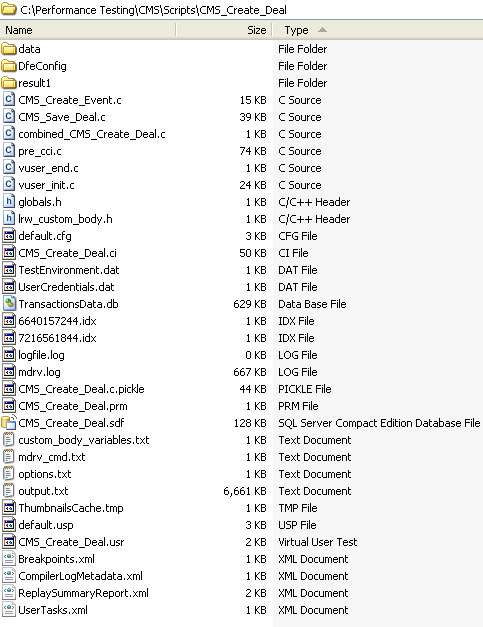 C:\Performance Testing\CMS\Scripts\CMS_Create_Deal
Name Size Type
data File Folder
DfeConfig File Folder
result1 File Folder
CMS_Create_Event.c 15 KB C Source
CMS_Save_Deal.c 39 KB C Source
combined_CMS_Create_Deal.c 1 KB C Source
pre_cci.c 74 KB C Source
vuser_end.c 1 KB C Source
vuser_init.c 24 KB C Source
globals.h 1 KB C/C++ Header
lrw_custom_body.h 1 KB C/C++ Header
default.cfg 3 KB CFG File
CMS_Create_Deal.ci 50 KB CI File
TestEnvironment.dat 1 KB DAT File
UserCredentials.dat 1 KB DAT File
TransactionsData.db 629 KB Data Base File
6640157244.idx 1 KB IDX File
7216561844.idx 1 KB IDX File
logfile.log 0 KB LOG File
mdrv.log 667 KB LOG File
CMS_Create_Deal.c.pickle 44 KB PICKLE File
CMS_Create_Deal.prm 1 KB PRM File
CMS_Create_Deal.sdf 128 KB SQL Server Compact Edition Database File
custom_body_variables.txt 1 KB Text Document
mdrv_cmd.txt 1 KB Text Document
options.txt 1 KB Text Document
output.txt 6,661 KB Text Document
ThumbnailsCache.tmp 1 KB TMP File
default.usp 3 KB USP File
CMS_Create_Deal.usr 2 KB Virtual User Test
Breakpoints.xml 1 KB XML Document
CompilerLogMetadata.xml 1 KB XML Document
ReplaySummaryReport.xml 2 KB XML Document
UserTasks.xml 1 KB XML Document